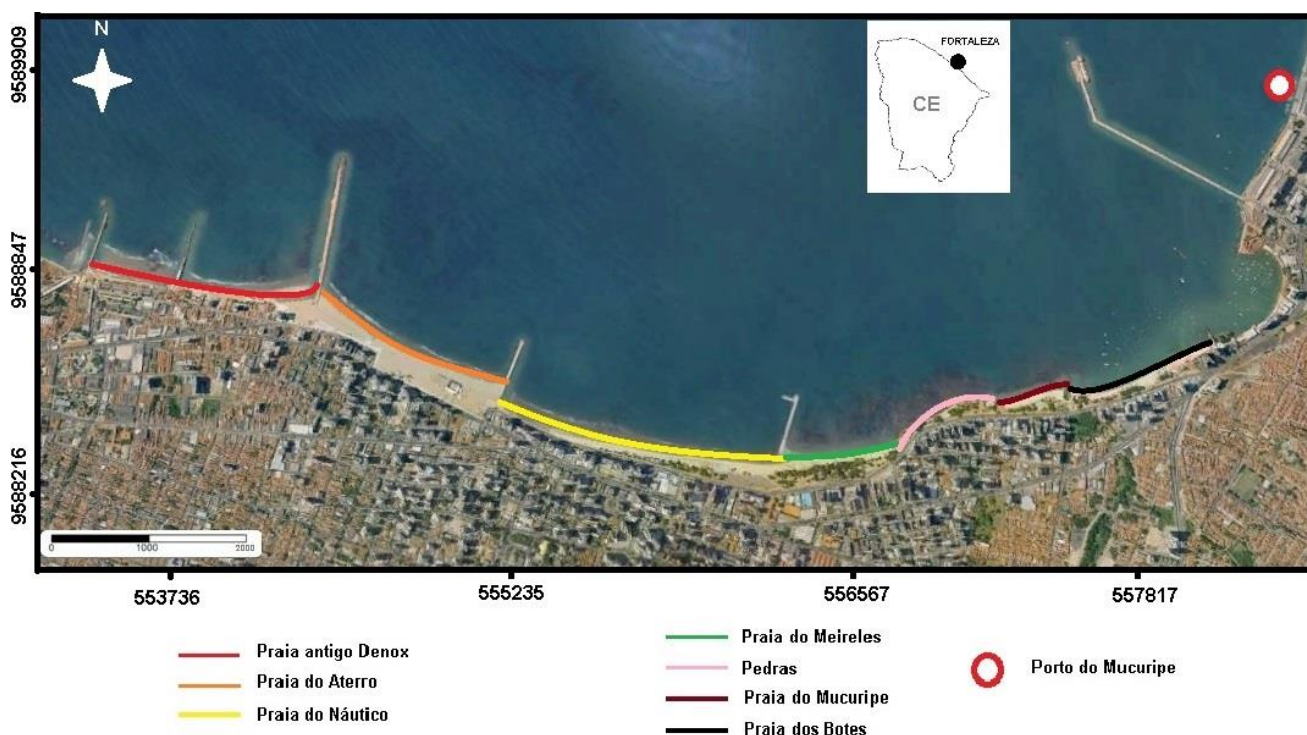 N
FORTALEZA
CE
9589909
9588847
9588216
0 1000 2000
553736 555235 556567 557817
Praia antigo Denox
Praia do Aterro
Praia do Náutico
Praia do Meireles
Pedras
Praia do Mucuripe
Praia dos Botes
Porto do Mucuripe